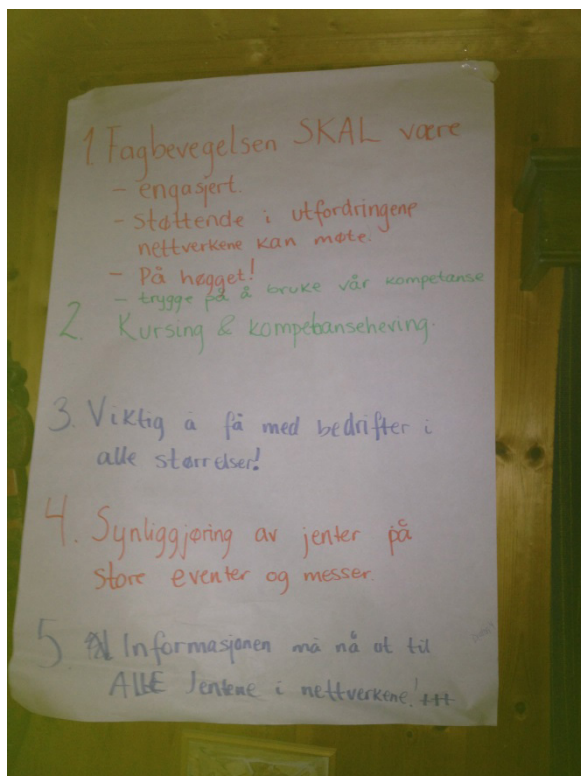 1. Fagbevegelsen SKAL være
- engasjert.
- støttende i utfordringene
nettverkene kan møte.
- På høgget!
- trygge på å bruke vår kompetanse
2. Kursing & kompetanseheving.
3. Viktig å få med bedrifter i
alle størrelser!
4. Synliggjøring av jenter på
store eventer og messer.
5 Informasjonen må nå ut til
ALLE Jentene i nettverkene!